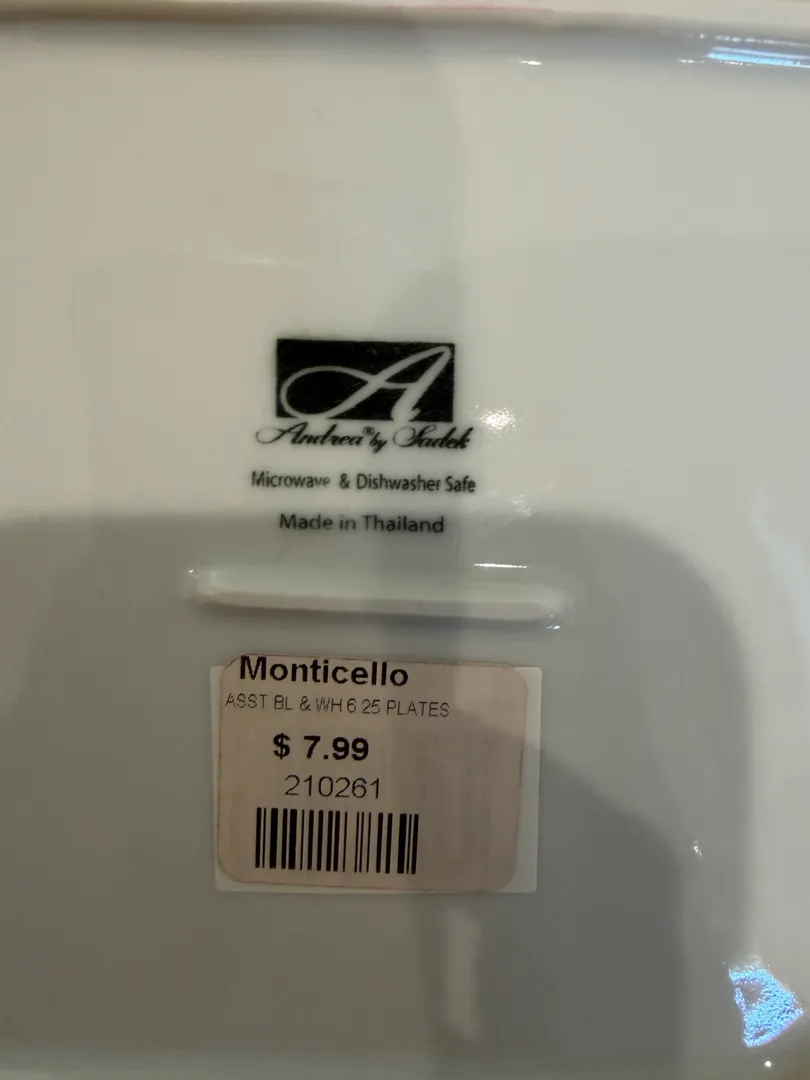 A
Andrea® by Sadek
Microwave & Dishwasher Safe
Made in Thailand
Monticello
ASST BL & WH 6 25 PLATES
$ 7.99
210261